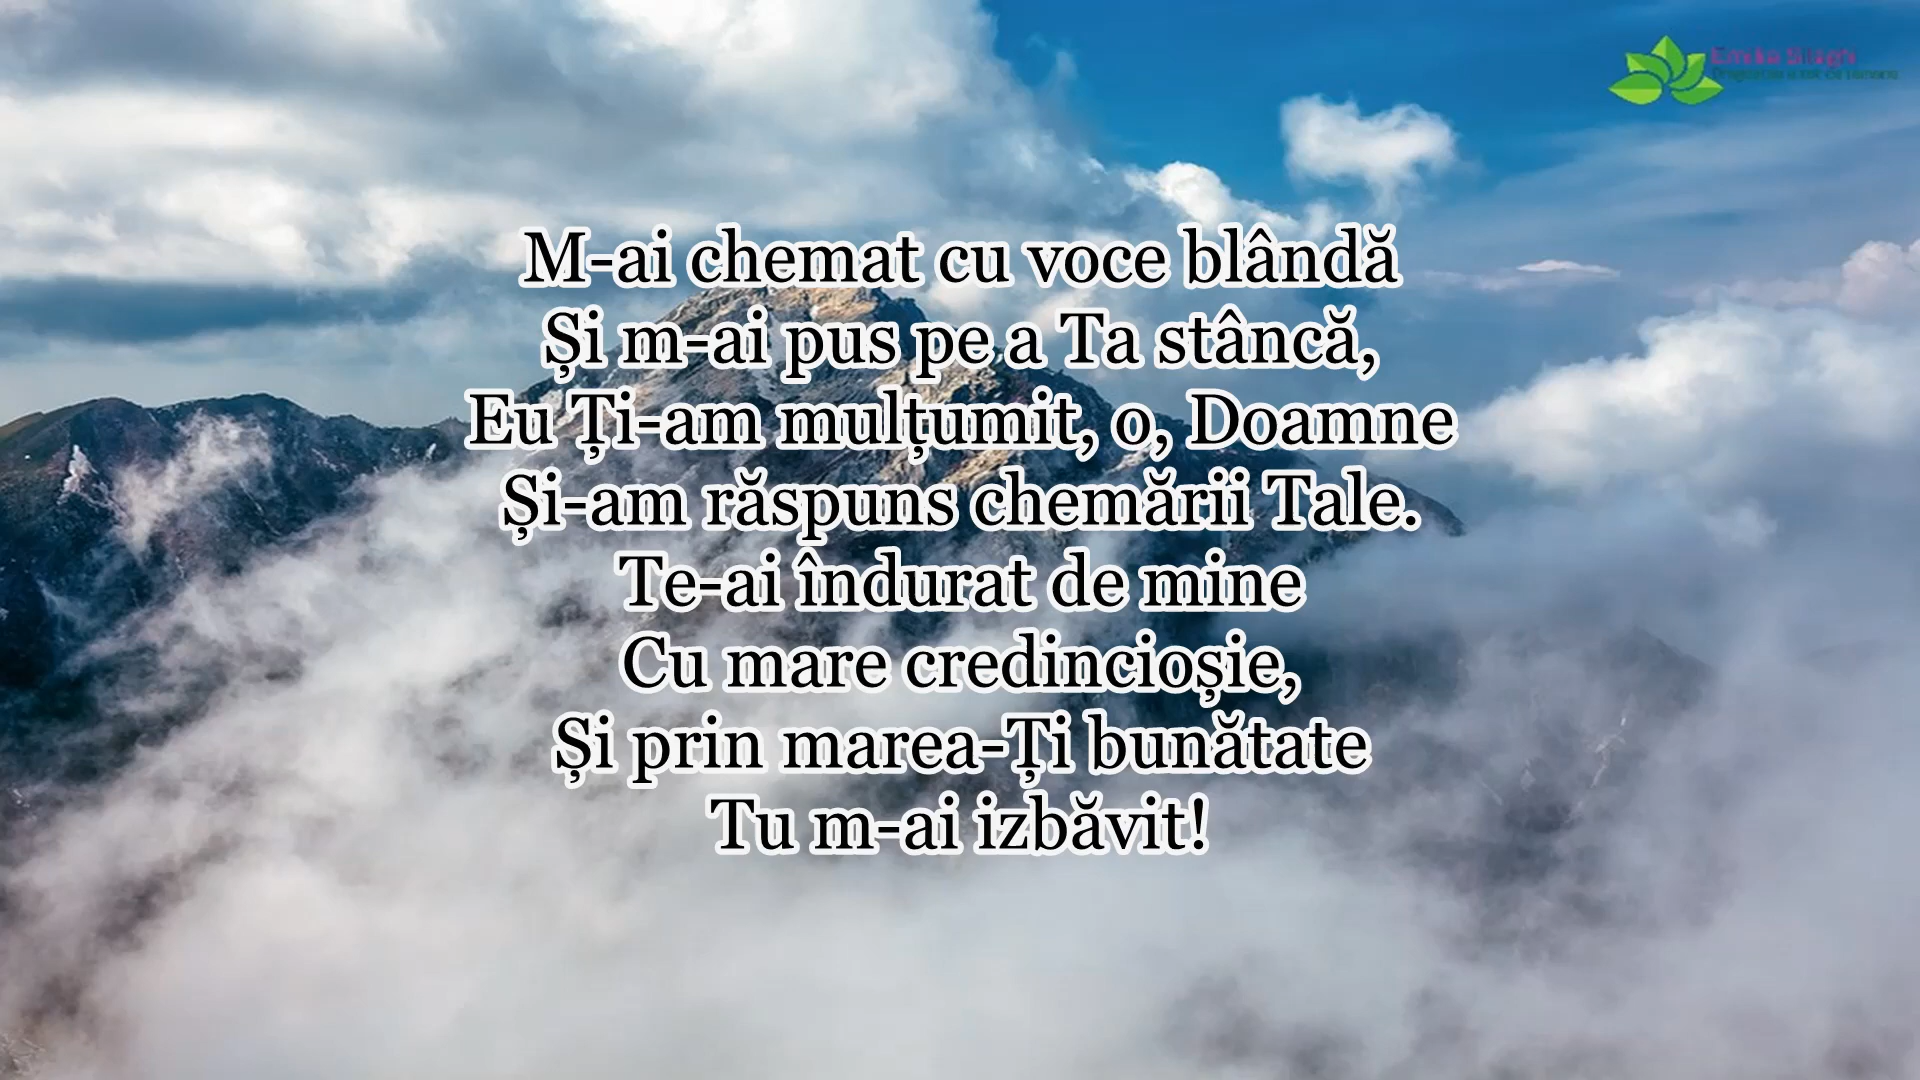 M-ai chemat cu voce blândă
Și m-ai pus pe a Ta stâncă,
Eu Ți-am mulțumit, o, Doamne
Și-am răspuns chemării Tale.
Te-ai îndurat de mine
Cu mare credincioșie,
Și prin marea-Ți bunătate
Tu m-ai izbăvit!